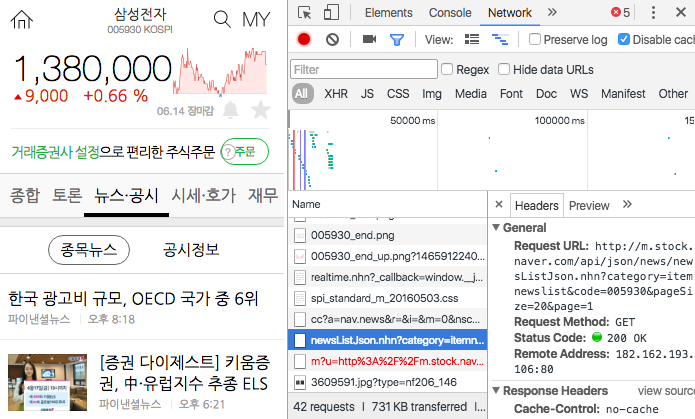 삼성전자
MY
005930 KOSPI
1,380,000
▲ 9,000 +0.66 %
06.14 장마감
거래증권사 설정으로 편리한 주식주문
? 주문
종합 토론 뉴스·공시 시세·호가 재무
종목뉴스 공시정보
한국 광고비 규모, OECD 국가 중 6위
파이낸셜뉴스 | 오후 8:18
[증권 다이제스트] 키움증
권, 中·유럽지수 추종 ELS
파이낸셜뉴스 | 오후 6:21
Elements Console Network » 5
View: Preserve log Disable cac
Filter Regex Hide data URLs
All XHR JS CSS Img Media Font Doc WS Manifest Other
50000 ms 100000 ms 15
Name
005930_end.png
005930_end_up.png?1465912240...
realtime.nhn?_callback=window.__j...
spi_standard_m_20160503.css
cc?a=nav.news&r=&i=&m=0&nsc...
newsListJson.nhn?category=itemn...
m?u=http%3A%2F%2Fm.stock.nav...
3609591.jpg?type=nf206_146
42 requests | 731 KB transferred |
× Headers Preview »
▼ General
Request URL: http://m.stock.
naver.com/api/json/news/new
sListJson.nhn?category=item
newslist&code=005930&pageSi
ze=20&page=1
Request Method: GET
Status Code: 200 OK
Remote Address: 182.162.193.
106:80
▼ Response Headers view source
Cache-Control: no-cache